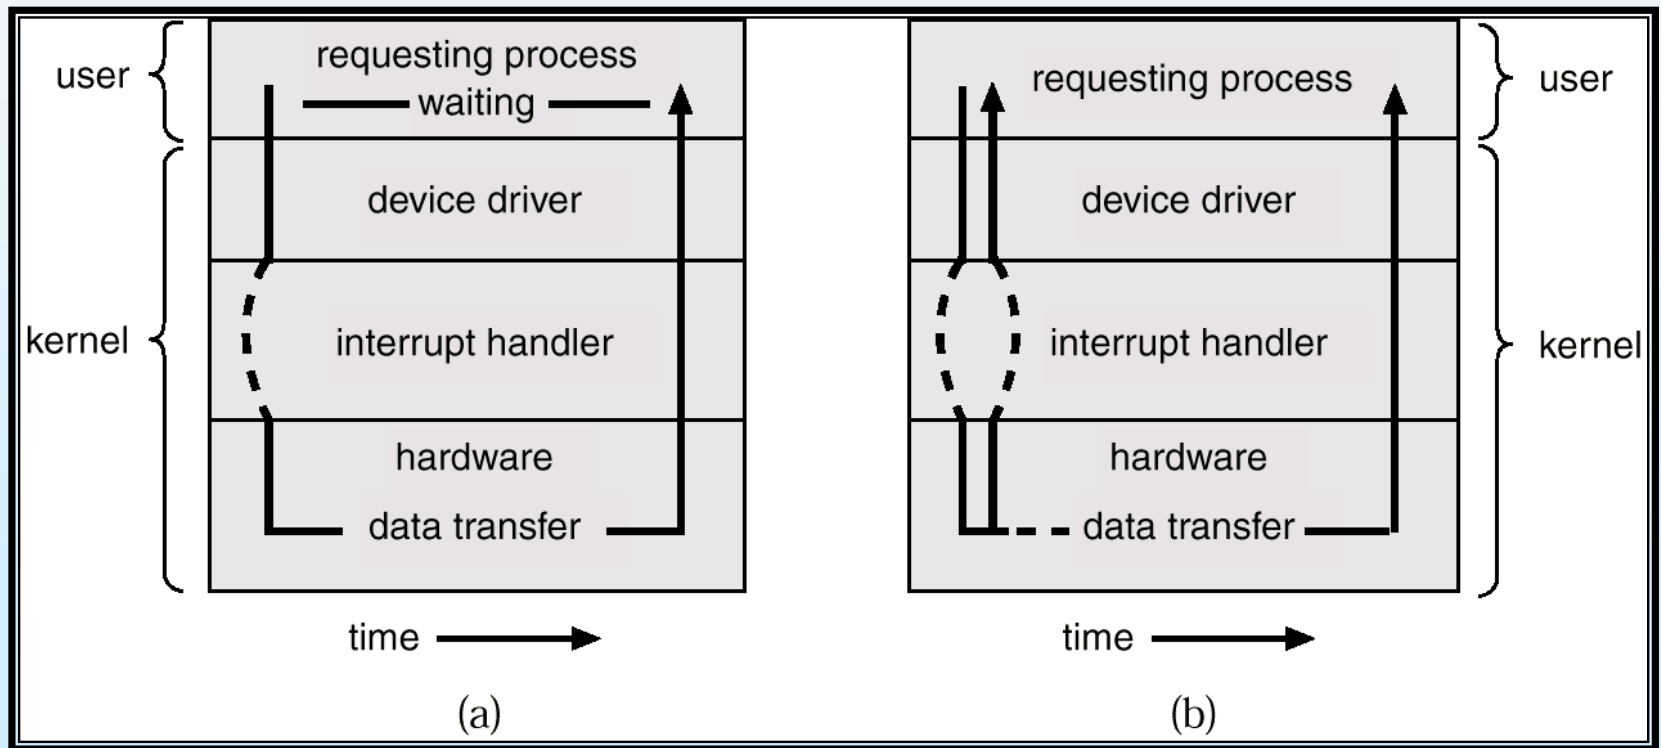 user
requesting process
waiting
device driver
kernel
interrupt handler
hardware
data transfer
time
(a)
requesting process
user
device driver
interrupt handler
kernel
hardware
data transfer
time
(b)